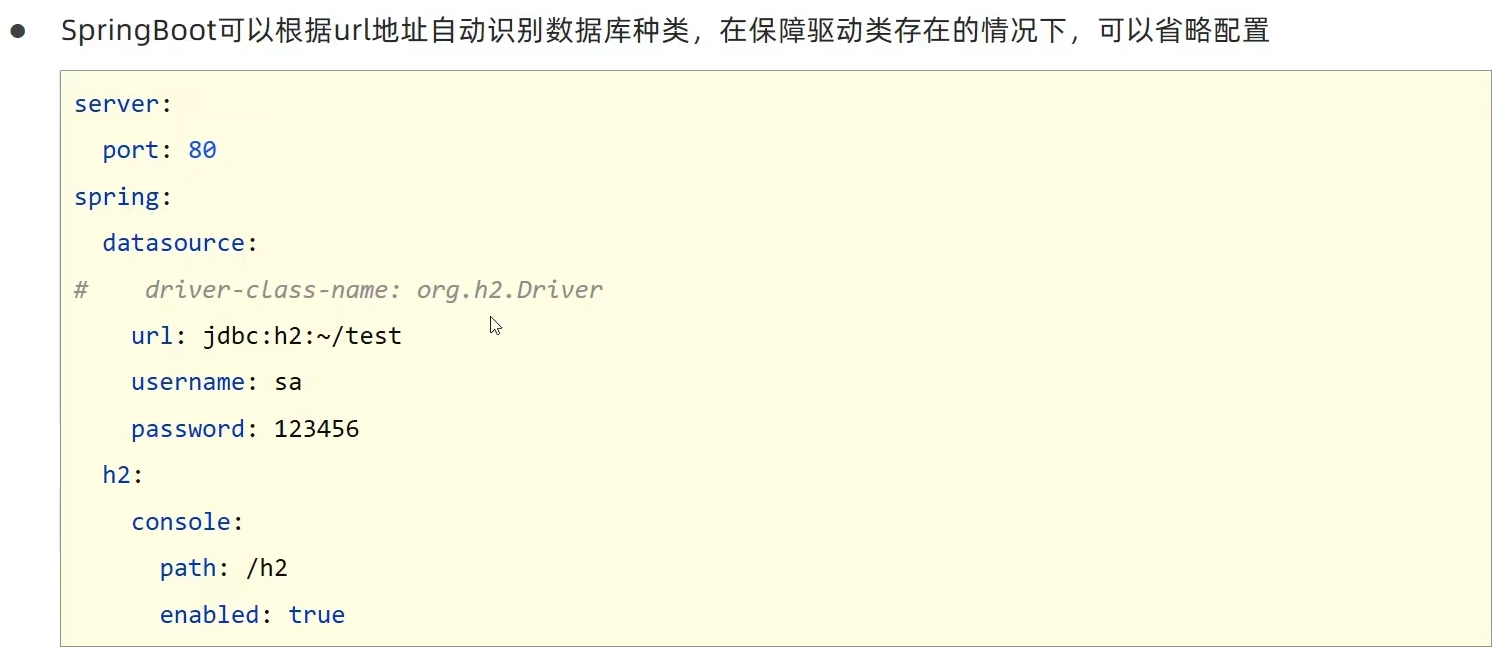 ● SpringBoot可以根据url地址自动识别数据库种类，在保障驱动类存在的情况下，可以省略配置
server:
  port: 80
spring:
  datasource:
#    driver-class-name: org.h2.Driver
    url: jdbc:h2:~/test
    username: sa
    password: 123456
  h2:
    console:
      path: /h2
      enabled: true